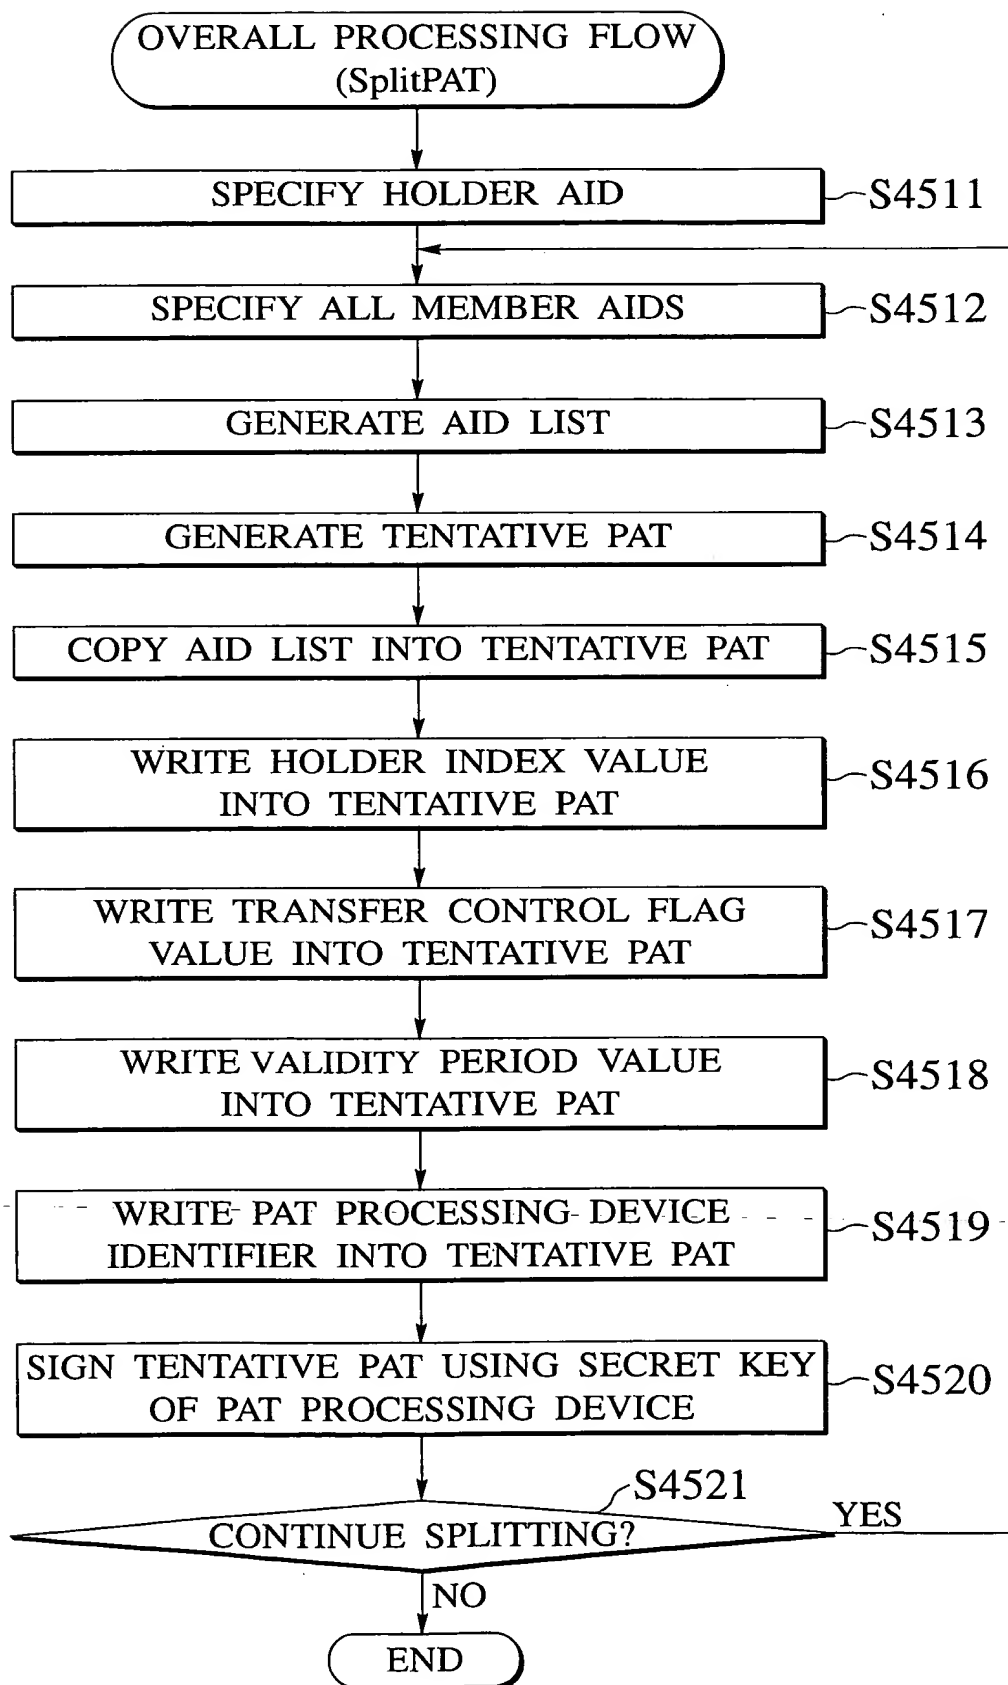 OVERALL PROCESSING FLOW
(SplitPAT)
SPECIFY HOLDER AID
S4511
SPECIFY ALL MEMBER AIDS
S4512
GENERATE AID LIST
S4513
GENERATE TENTATIVE PAT
S4514
COPY AID LIST INTO TENTATIVE PAT
S4515
WRITE HOLDER INDEX VALUE
INTO TENTATIVE PAT
S4516
WRITE TRANSFER CONTROL FLAG
VALUE INTO TENTATIVE PAT
S4517
WRITE VALIDITY PERIOD VALUE
INTO TENTATIVE PAT
S4518
WRITE PAT PROCESSING DEVICE
IDENTIFIER INTO TENTATIVE PAT
S4519
SIGN TENTATIVE PAT USING SECRET KEY
OF PAT PROCESSING DEVICE
S4520
S4521
CONTINUE SPLITTING?
YES
NO
END